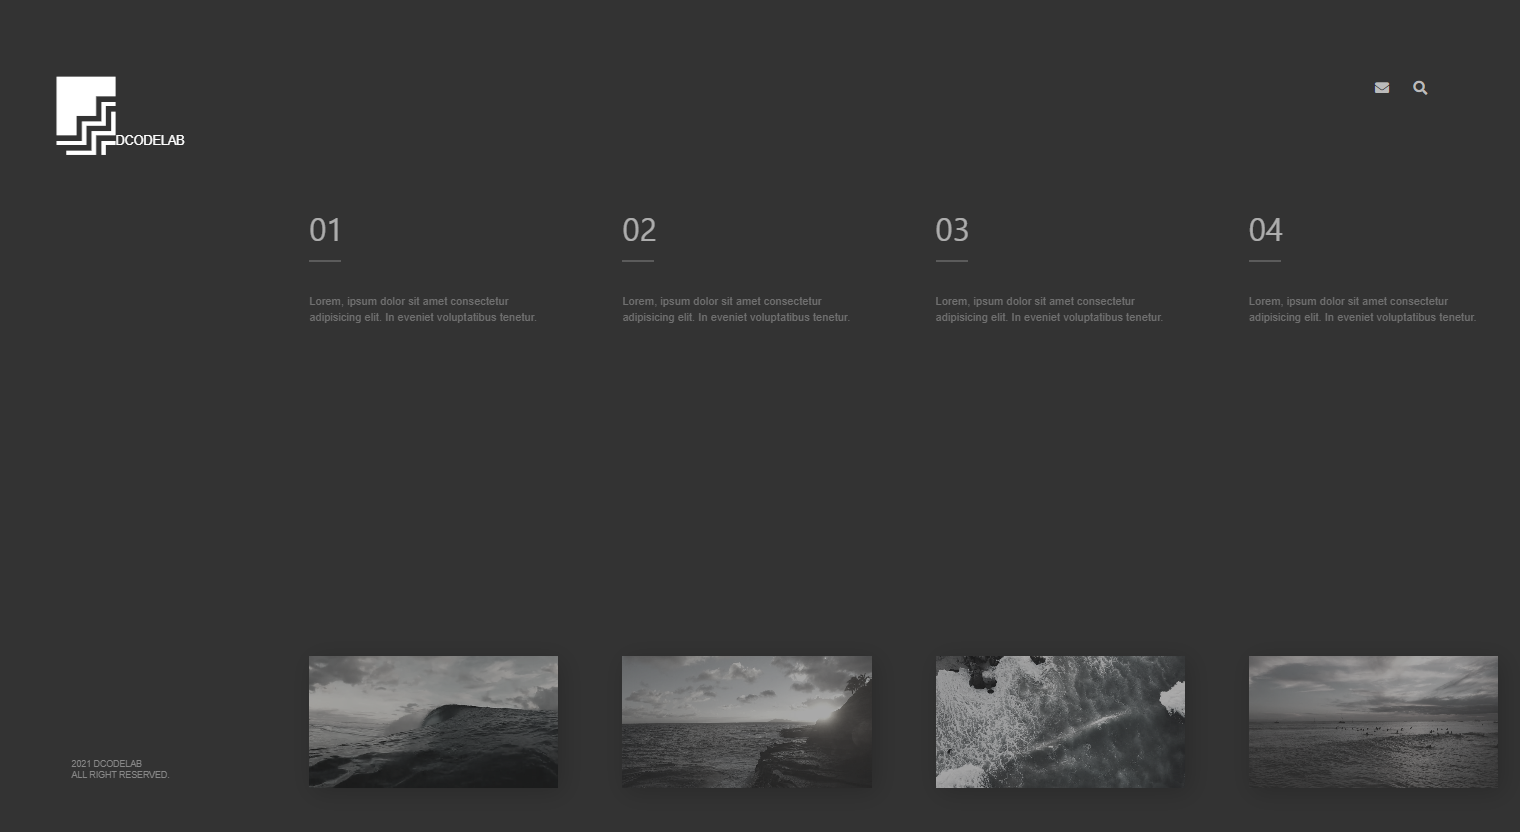 DCODELAB
01
Lorem, ipsum dolor sit amet consectetur
adipisicing elit. In eveniet voluptatibus tenetur.
02
Lorem, ipsum dolor sit amet consectetur
adipisicing elit. In eveniet voluptatibus tenetur.
03
Lorem, ipsum dolor sit amet consectetur
adipisicing elit. In eveniet voluptatibus tenetur.
04
Lorem, ipsum dolor sit amet consectetur
adipisicing elit. In eveniet voluptatibus tenetur.
2021 DCODELAB
ALL RIGHT RESERVED.